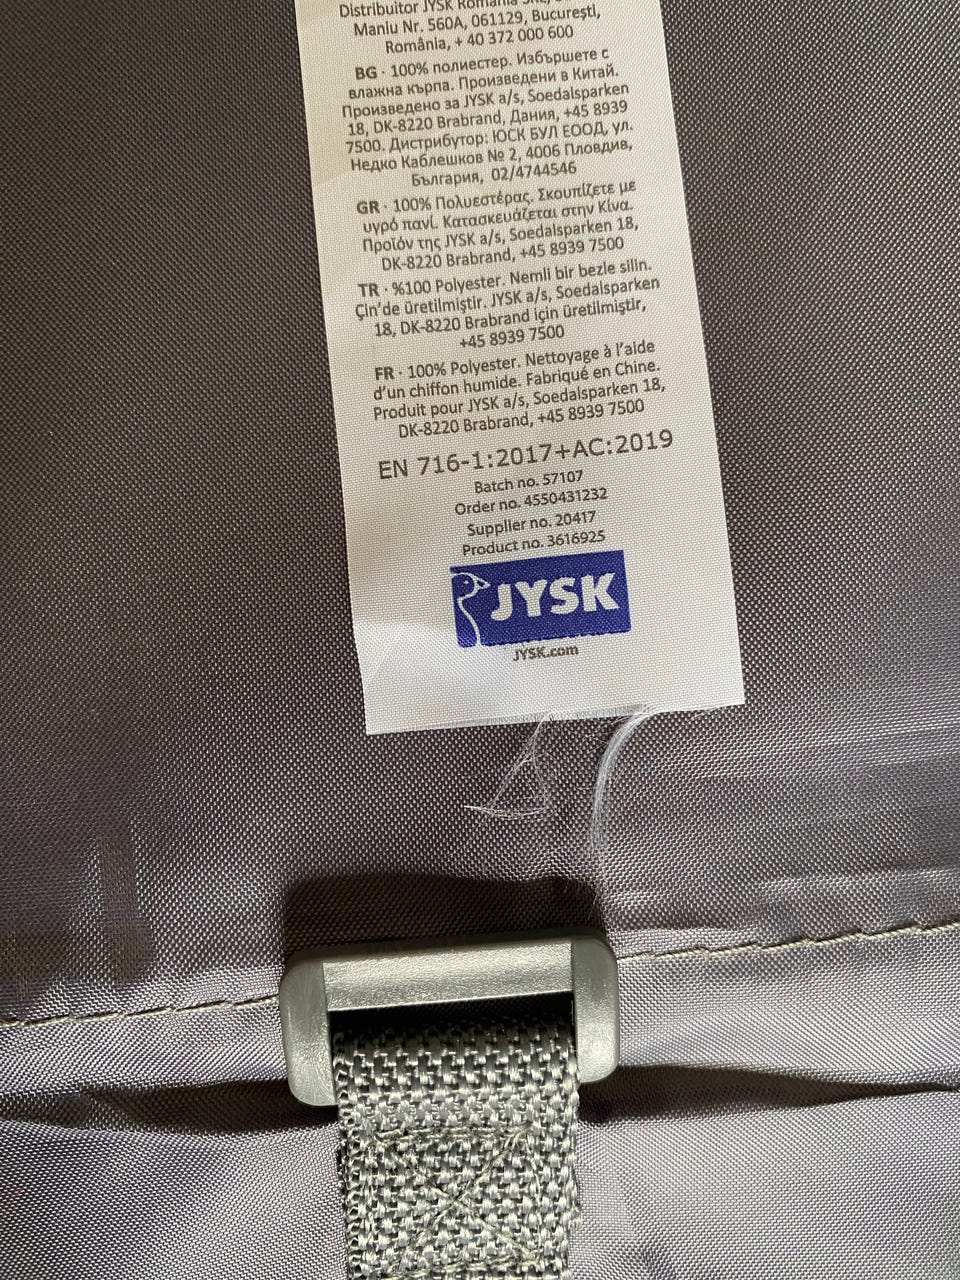 Distribuitor JYSK Romania SRL,
Maniu Nr. 560A, 061129, București,
România, + 40 372 000 600
BG · 100% полиестер. Избършете с
влажна кърпа. Произведени в Китай.
Произведено за JYSK a/s, Soedalsparken
18, DK-8220 Brabrand, Дания, +45 8939
7500. Дистрибутор: ЮСК БУЛ ЕООД, ул.
Недко Каблешков № 2, 4006 Пловдив,
България, 02/4744546
GR · 100% Πολυεστέρας. Σκουπίζετε με
υγρό πανί. Κατασκευάζεται στην Κίνα.
Προϊόν της JYSK a/s, Soedalsparken 18,
DK-8220 Brabrand, +45 8939 7500
TR · %100 Polyester. Nemli bir bezle silin.
Çin'de üretilmiştir. JYSK a/s, Soedalsparken
18, DK-8220 Brabrand için üretilmiştir,
+45 8939 7500
FR · 100% Polyester. Nettoyage à l'aide
d'un chiffon humide. Fabriqué en Chine.
Produit pour JYSK a/s, Soedalsparken 18,
DK-8220 Brabrand, +45 8939 7500
EN 716-1:2017+AC:2019
Batch no. 57107
Order no. 4550431232
Supplier no. 20417
Product no. 3616925
JYSK
JYSK.com